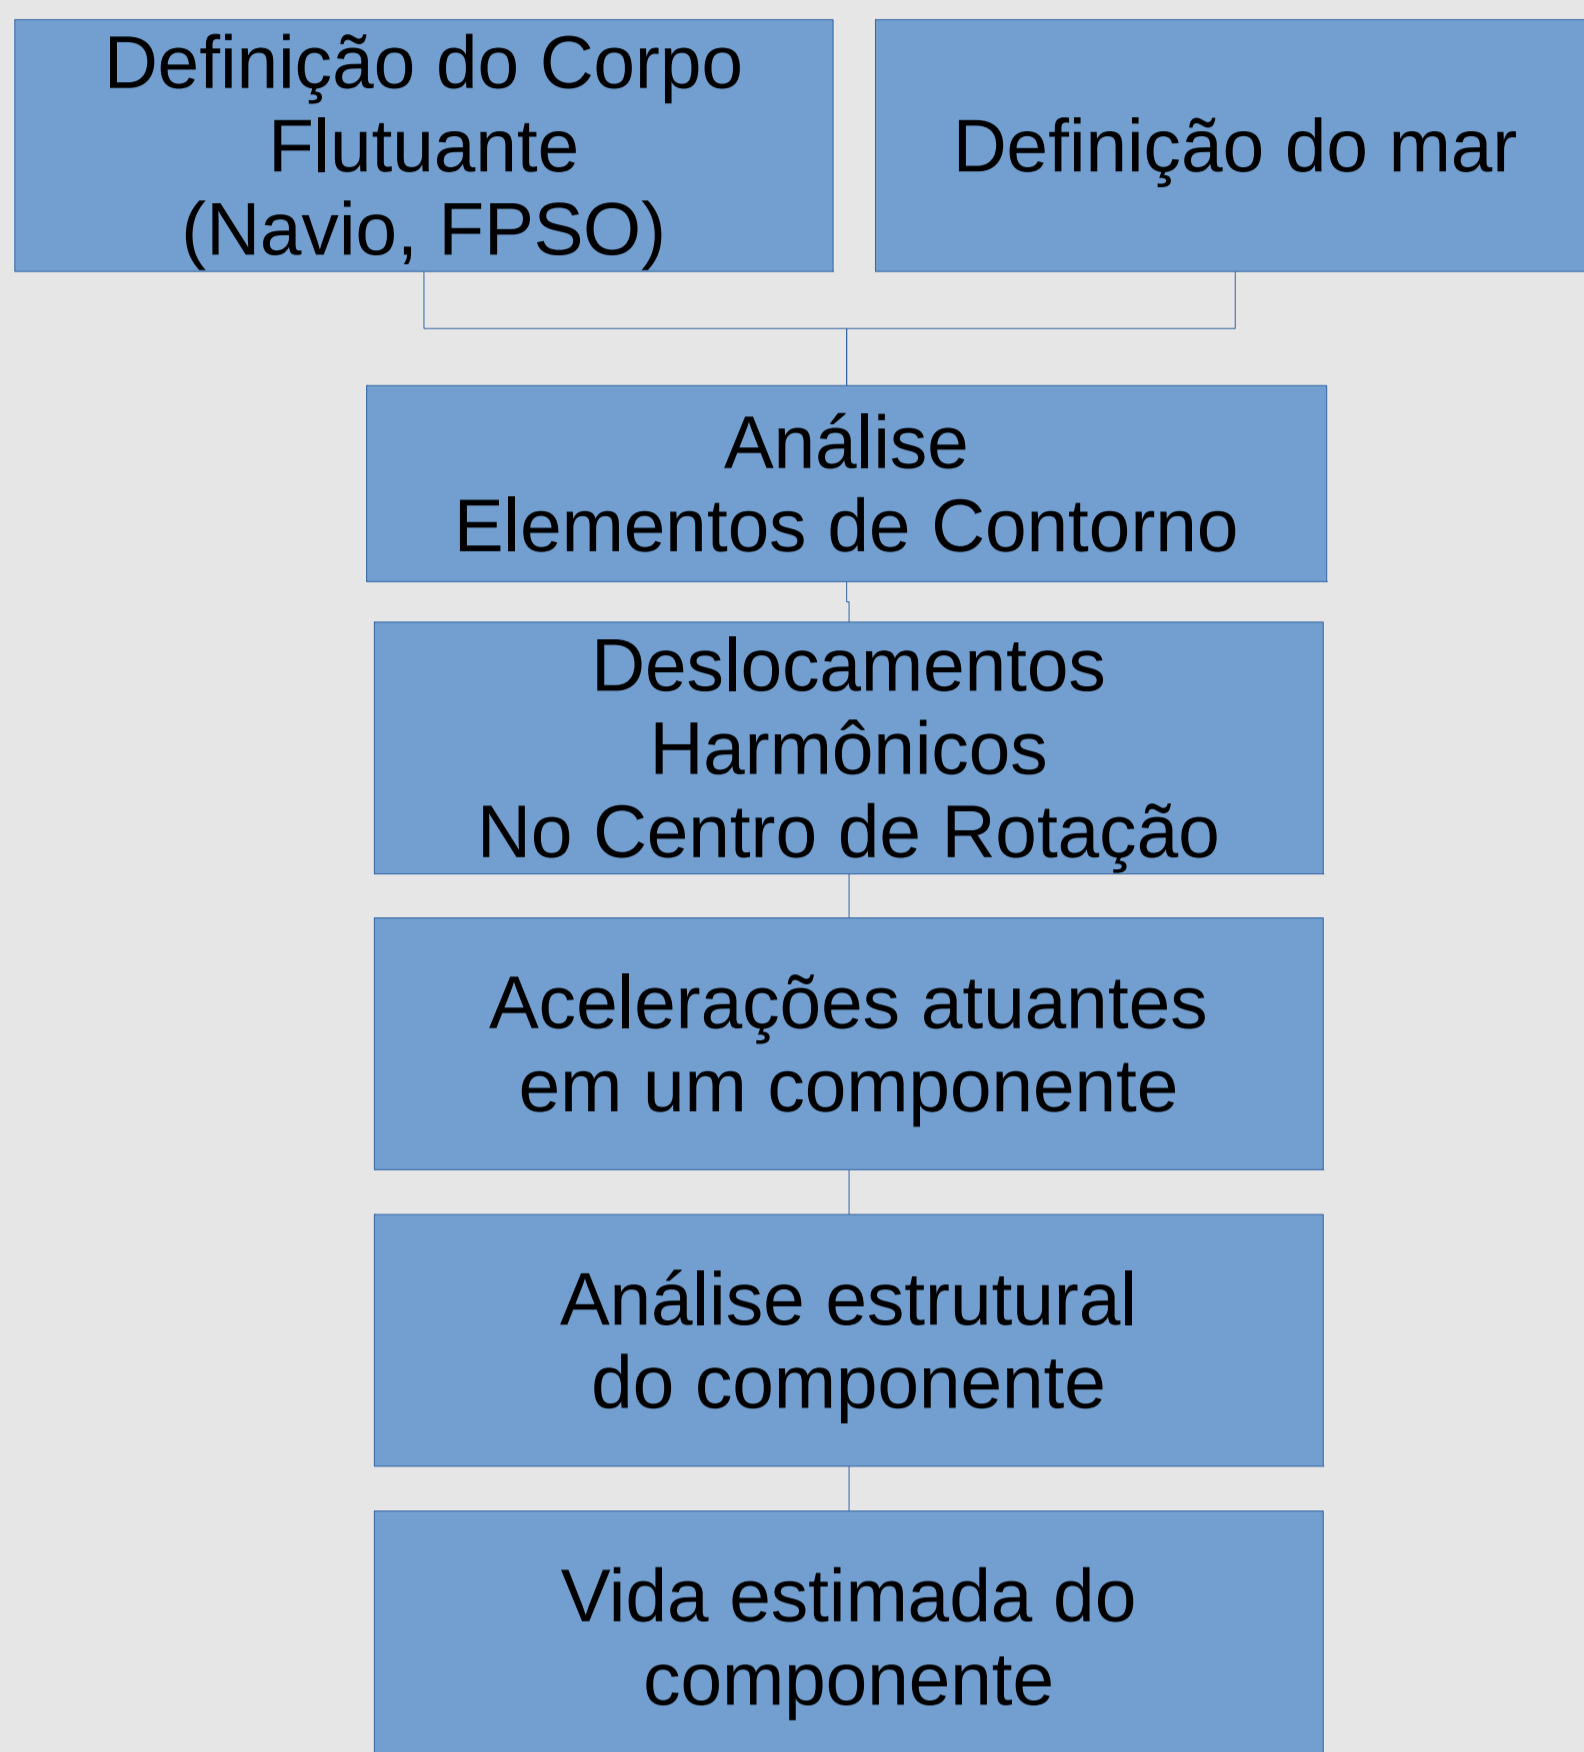 Definição do Corpo
Flutuante
(Navio, FPSO)
Definição do mar
Análise
Elementos de Contorno
Deslocamentos
Harmônicos
No Centro de Rotação
Acelerações atuantes
em um componente
Análise estrutural
do componente
Vida estimada do
componente